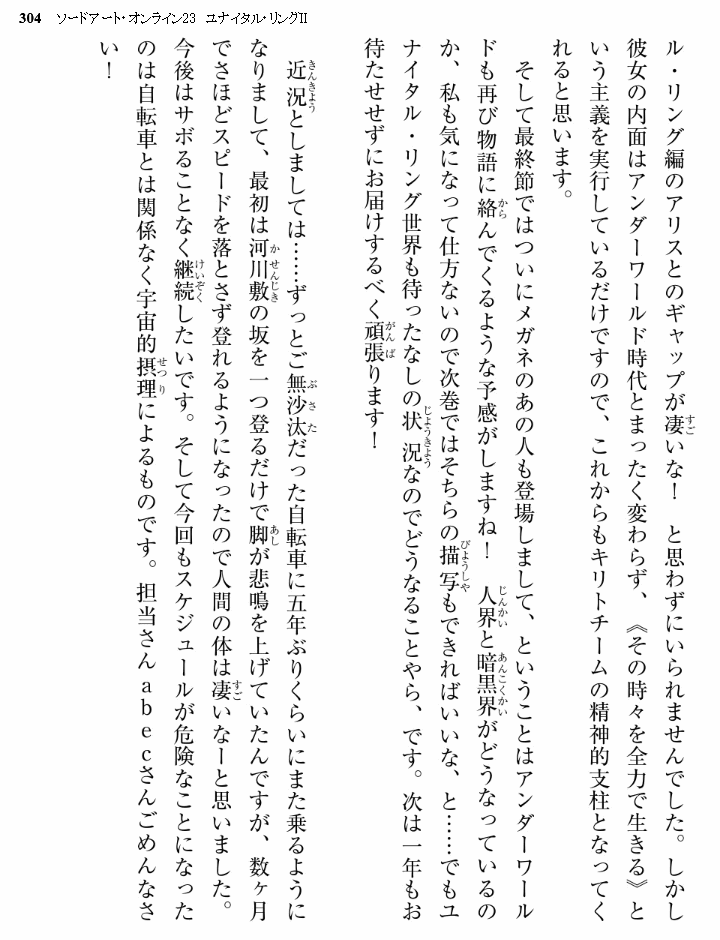 304 ソードアート・オンライン23 ユナイタル・リングII
ル・リング編のアリスとのギャップが凄いな！　と思わずにいられませんでした。しかし
彼女の内面はアンダーワールド時代とまったく変わらず、《その時々を全力で生きる》と
いう主義を実行しているだけですので、これからもキリトチームの精神的支柱となってく
れると思います。
　そして最終節ではついにメガネのあの人も登場しまして、ということはアンダーワール
ドも再び物語に絡んでくるような予感がしますね！　人界と暗黒界がどうなっているの
か、私も気になって仕方ないので次巻ではそちらの描写もできればいいな、と……でもユ
ナイタル・リング世界も待ったなしの状況なのでどうなることやら、です。次は一年もお
待たせせずにお届けするべく頑張ります！
　近況としましては……ずっとご無沙汰だった自転車に五年ぶりくらいにまた乗るように
なりまして、最初は河川敷の坂を一つ登るだけで脚が悲鳴を上げていたんですが、数ヶ月
でさほどスピードを落とさず登れるようになったので人間の体は凄いなーと思いました。
今後はサボることなく継続したいです。そして今回もスケジュールが危険なことになった
のは自転車とは関係なく宇宙的摂理によるものです。担当さんａｂｅｃさんごめんなさ
い！